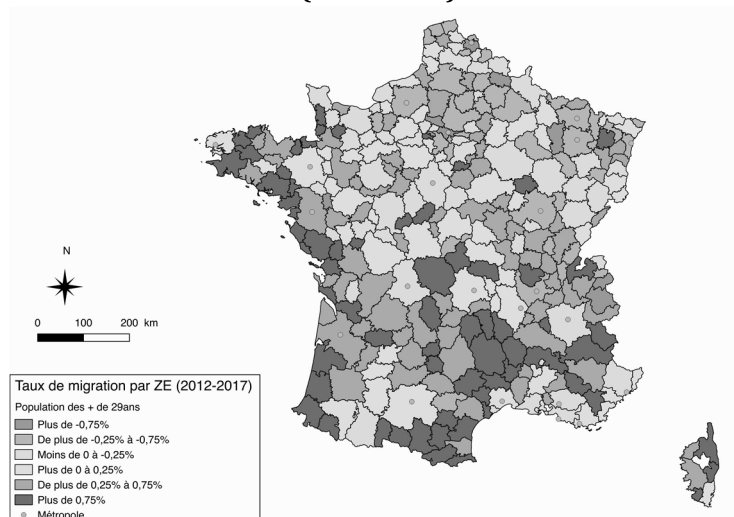 N
0 100 200 km
Taux de migration par ZE (2012-2017)
Population des + de 29ans
Plus de -0,75%
De plus de -0,25% à -0,75%
Moins de 0 à -0,25%
Plus de 0 à 0,25%
De plus de 0,25% à 0,75%
Plus de 0,75%
Métropole